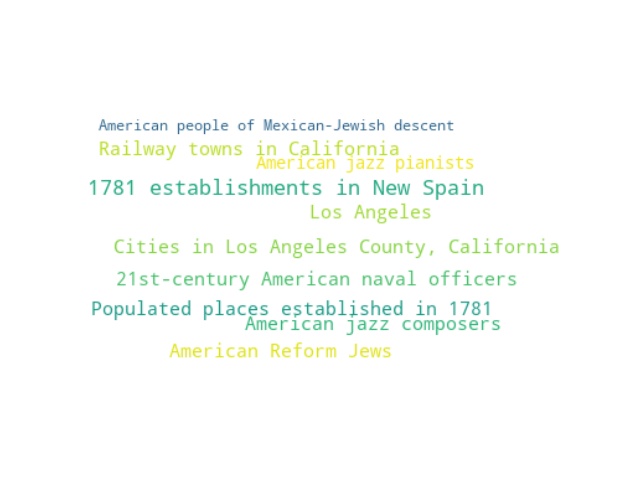 American people of Mexican-Jewish descent
Railway towns in California
American jazz pianists
1781 establishments in New Spain
Los Angeles
Cities in Los Angeles County, California
21st-century American naval officers
Populated places established in 1781
American jazz composers
American Reform Jews